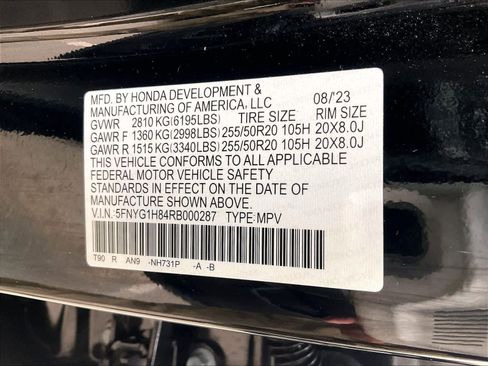 MFD. BY HONDA DEVELOPMENT &
MANUFACTURING OF AMERICA, LLC 08/'23
GVWR 2810 KG(6195LBS) TIRE SIZE RIM SIZE
GAWR F 1360 KG(2998LBS) 255/50R20 105H 20X8.0J
GAWR R 1515 KG(3340LBS) 255/50R20 105H 20X8.0J
THIS VEHICLE CONFORMS TO ALL APPLICABLE
FEDERAL MOTOR VEHICLE SAFETY
STANDARDS IN EFFECT ON THE DATE OF
MANUFACTURE SHOWN ABOVE.
V.I.N.: 5FNYG1H84RB000287 TYPE: MPV
T90 R AN9 -NH731P -A -B